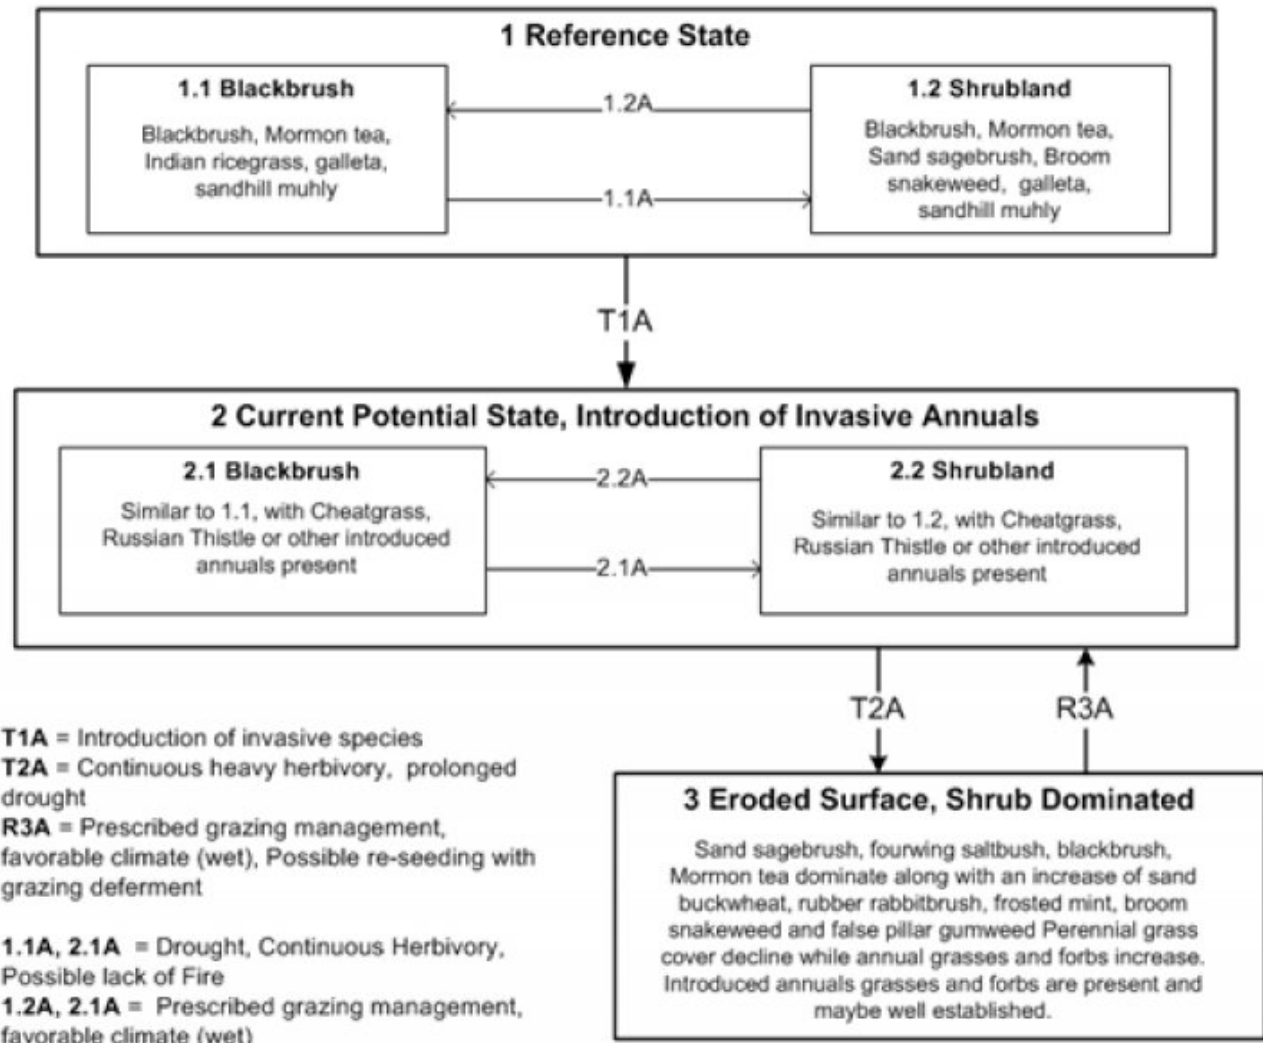 1 Reference State
1.1 Blackbrush
Blackbrush, Mormon tea,
Indian ricegrass, galleta,
sandhill muhly
1.2A
1.1A
1.2 Shrubland
Blackbrush, Mormon tea,
Sand sagebrush, Broom
snakeweed, galleta,
sandhill muhly
T1A
2 Current Potential State, Introduction of Invasive Annuals
2.1 Blackbrush
Similar to 1.1, with Cheatgrass,
Russian Thistle or other introduced
annuals present
2.2A
2.1A
2.2 Shrubland
Similar to 1.2, with Cheatgrass,
Russian Thistle or other introduced
annuals present
T2A
R3A
T1A = Introduction of invasive species
T2A = Continuous heavy herbivory, prolonged
drought
R3A = Prescribed grazing management,
favorable climate (wet), Possible re-seeding with
grazing deferment
1.1A, 2.1A = Drought, Continuous Herbivory,
Possible lack of Fire
1.2A, 2.1A = Prescribed grazing management,
favorable climate (wet)
3 Eroded Surface, Shrub Dominated
Sand sagebrush, fourwing saltbush, blackbrush,
Mormon tea dominate along with an increase of sand
buckwheat, rubber rabbitbrush, frosted mint, broom
snakeweed and false pillar gumweed Perennial grass
cover decline while annual grasses and forbs increase.
Introduced annuals grasses and forbs are present and
maybe well established.